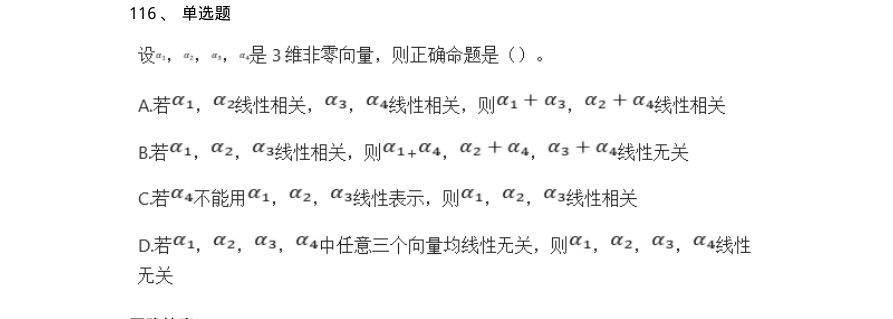 116、 单选题
设α₁，α₂，α₃，α₄是 3 维非零向量，则正确命题是（）。
A.若α₁，α₂线性相关，α₃，α₄线性相关，则α₁ + α₃，α₂ + α₄线性相关
B.若α₁，α₂，α₃线性相关，则α₁+α₄，α₂ + α₄，α₃ + α₄线性无关
C.若α₄不能用α₁，α₂，α₃线性表示，则α₁，α₂，α₃线性相关
D.若α₁，α₂，α₃，α₄中任意三个向量均线性无关，则α₁，α₂，α₃，α₄线性
无关